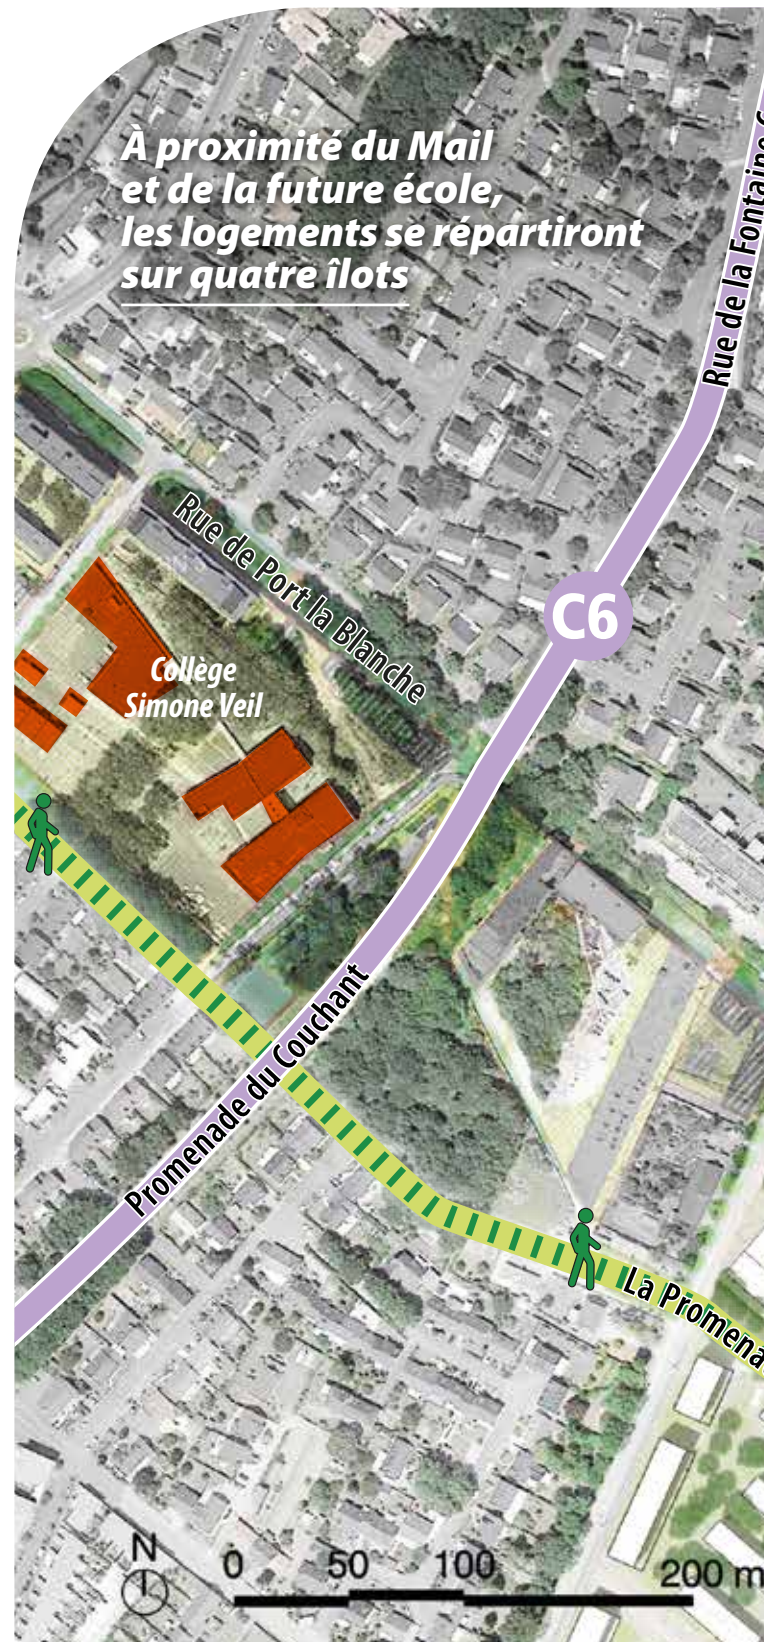 À proximité du Mail
et de la future école,
les logements se répartiront
sur quatre îlots
Rue de la Fontaine
Rue de Port la Blanche
C6
Collège
Simone Veil
Promenade du Couchant
La Promena
N
0 50 100 200 m